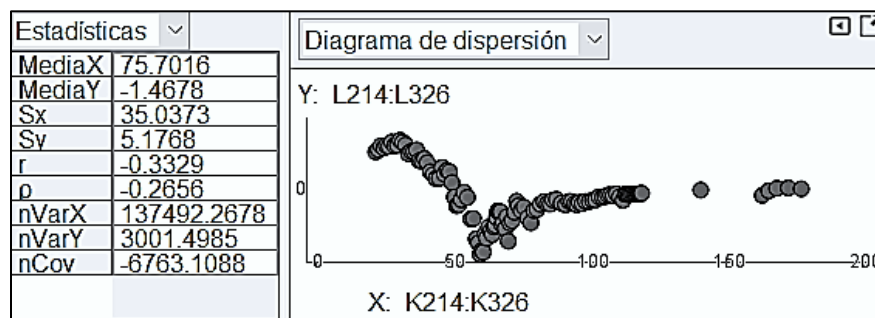 Estadísticas
MediaX 75.7016
MediaY -1.4678
Sx 35.0373
Sy 5.1768
r -0.3329
ρ -0.2656
nVarX 137492.2678
nVarY 3001.4985
nCov -6763.1088
Diagrama de dispersión
Y: L214:L326
0
0 50 100 150 200
X: K214:K326